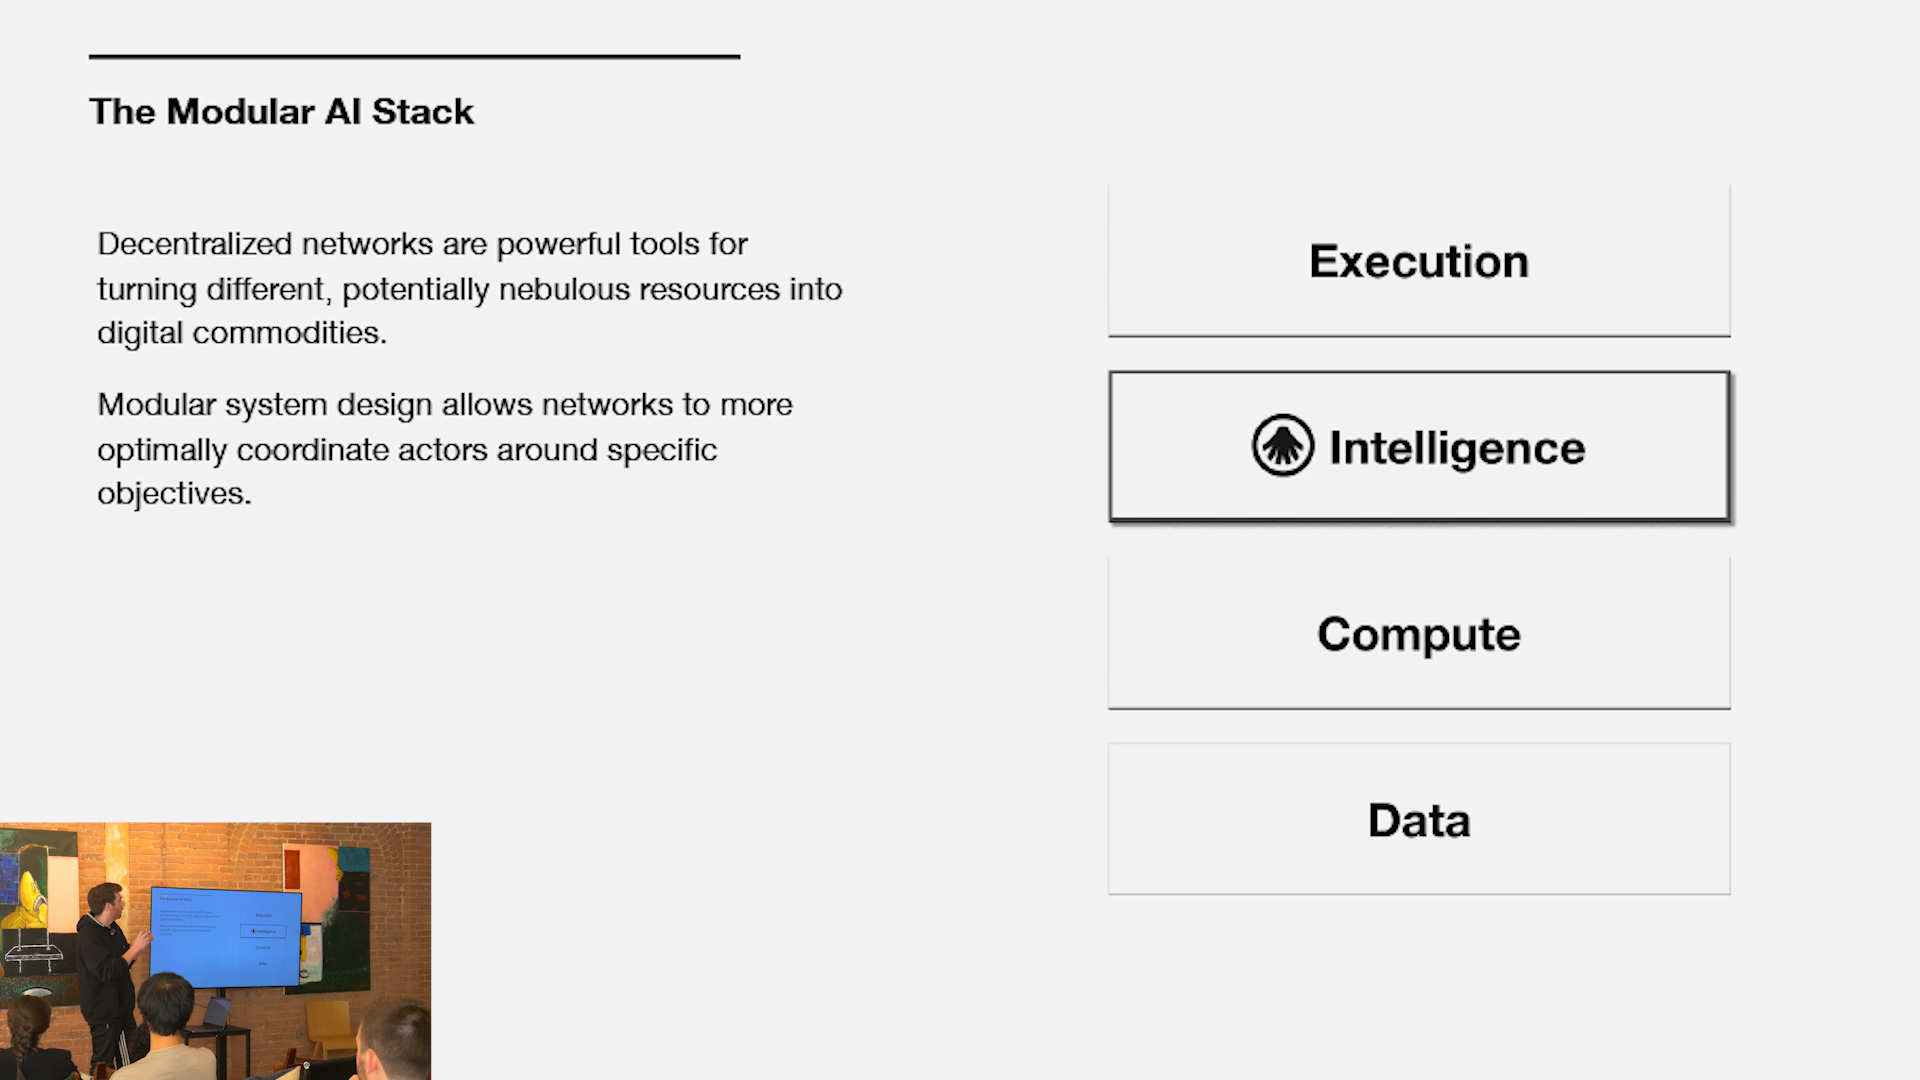 The Modular AI Stack
Decentralized networks are powerful tools for
turning different, potentially nebulous resources into
digital commodities.
Modular system design allows networks to more
optimally coordinate actors around specific
objectives.
Execution
Intelligence
Compute
Data